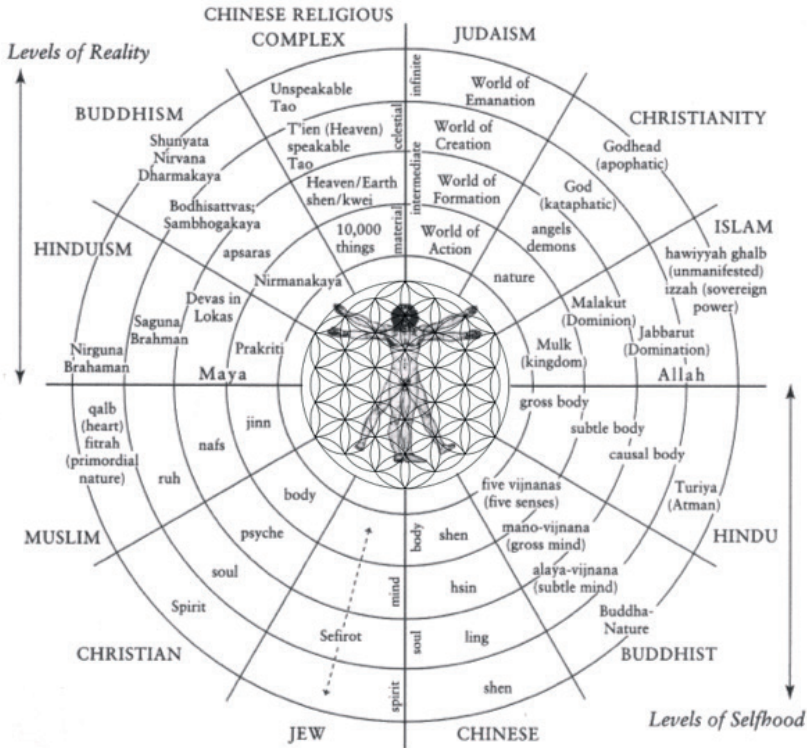 CHINESE RELIGIOUS
COMPLEX
JUDAISM
Levels of Reality
BUDDHISM
CHRISTIANITY
HINDUISM
ISLAM
infinite
celestial
intermediate
material
Unspeakable
Tao
T'ien (Heaven)
speakable
Tao
Heaven/Earth
shen/kwei
10,000
things
World of
Emanation
World of
Creation
World of
Formation
World of
Action
Godhead
(apophatic)
God
(kataphatic)
angels
demons
nature
hawiyyah ghalb
(unmanifested)
izzah (sovereign
power)
Jabbarut
(Domination)
Malakut
(Dominion)
Mulk
(kingdom)
Allah
Shunyata
Nirvana
Dharmakaya
Bodhisattvas;
Sambhogakaya
apsaras
Nirmanakaya
Nirguna
Brahaman
Saguna
Brahman
Devas in
Lokas
Prakriti
Maya
qalb
(heart)
fitrah
(primordial
nature)
ruh
nafs
jinn
MUSLIM
body
psyche
soul
Spirit
CHRISTIAN
Sefirot
JEW
body
mind
soul
spirit
shen
hsin
ling
shen
CHINESE
five vijnanas
(five senses)
mano-vijnana
(gross mind)
alaya-vijnana
(subtle mind)
Buddha-
Nature
BUDDHIST
gross body
subtle body
causal body
Turiya
(Atman)
HINDU
Levels of Selfhood